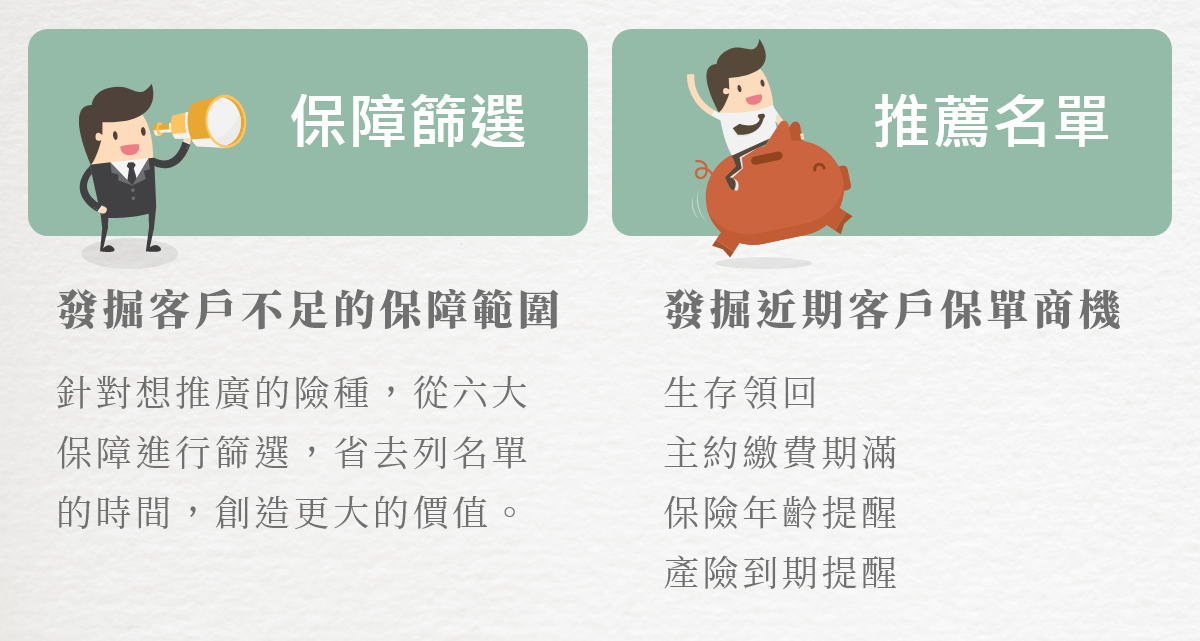 保障篩選
發掘客戶不足的保障範圍
針對想推廣的險種，從六大
保障進行篩選，省去列名單
的時間，創造更大的價值。
推薦名單
發掘近期客戶保單商機
生存領回
主約繳費期滿
保險年齡提醒
產險到期提醒